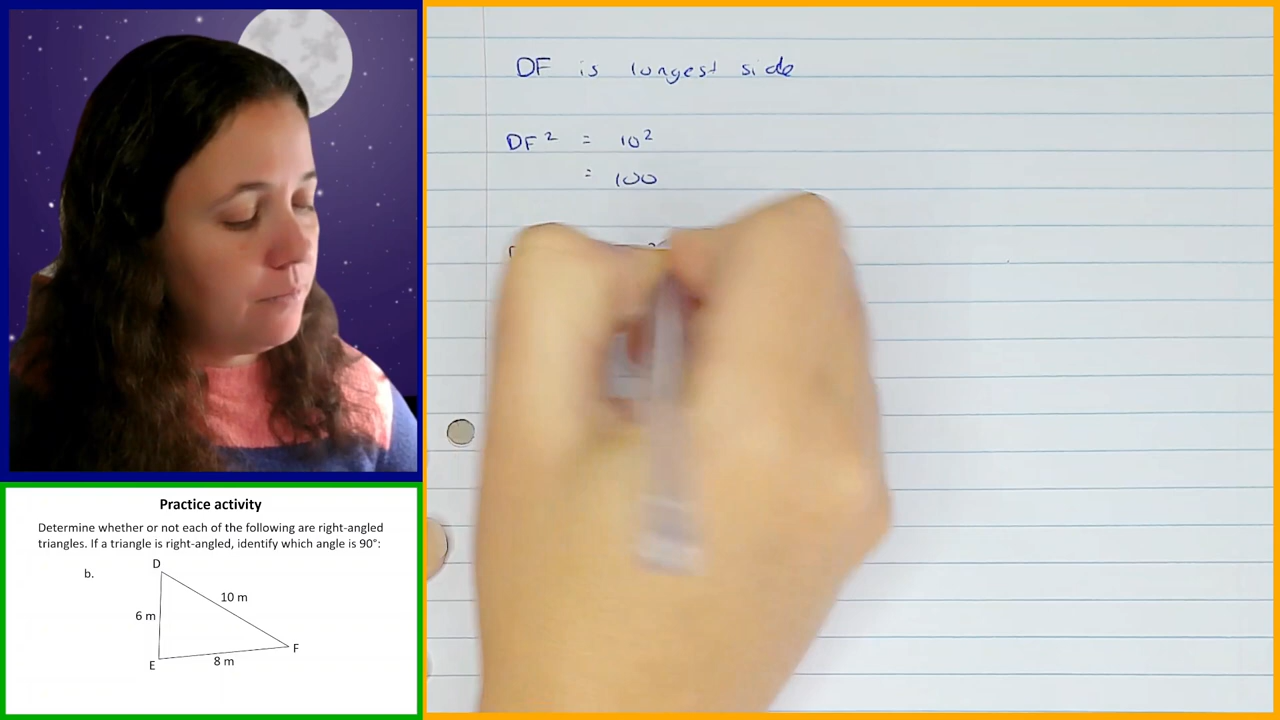 DF is longest side
DF² = 10²
= 100
Practice activity
Determine whether or not each of the following are right-angled
triangles. If a triangle is right-angled, identify which angle is 90°:
b.
D
10 m
6 m
F
E
8 m